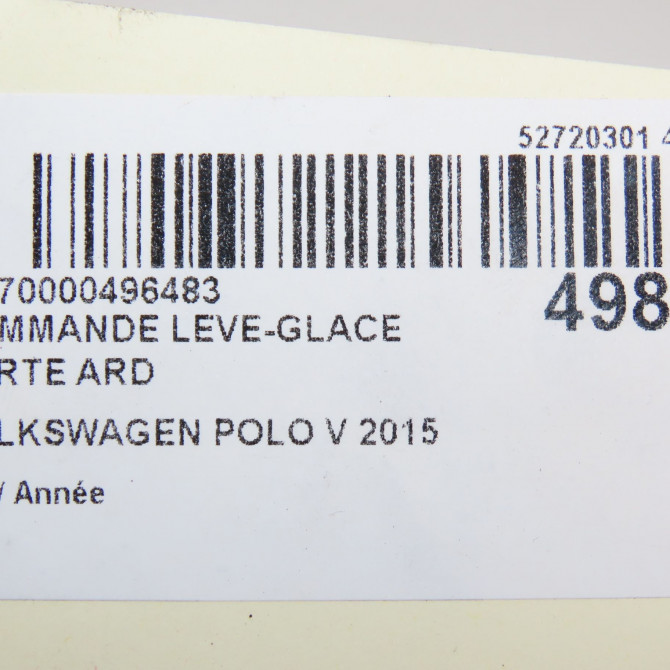 52720301 4
70000496483
498
MMANDE LEVE-GLACE
RTE ARD
LKSWAGEN POLO V 2015
/ Année